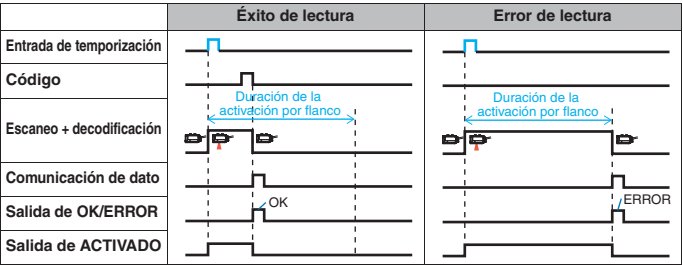 Éxito de lectura
Error de lectura
Entrada de temporización
Código
Duración de la
activación por flanco
Duración de la
activación por flanco
Escaneo + decodificación
Comunicación de dato
Salida de OK/ERROR
OK
ERROR
Salida de ACTIVADO